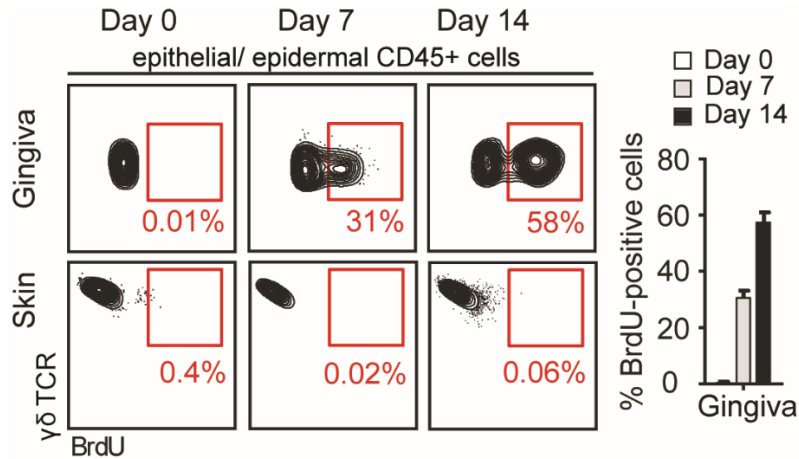 Day 0 Day 7 Day 14
epithelial/ epidermal CD45+ cells
Gingiva
0.01% 31% 58%
Skin
0.4% 0.02% 0.06%
γδ TCR
BrdU
Day 0
Day 7
Day 14
% BrdU-positive cells
80
60
40
20
0
Gingiva